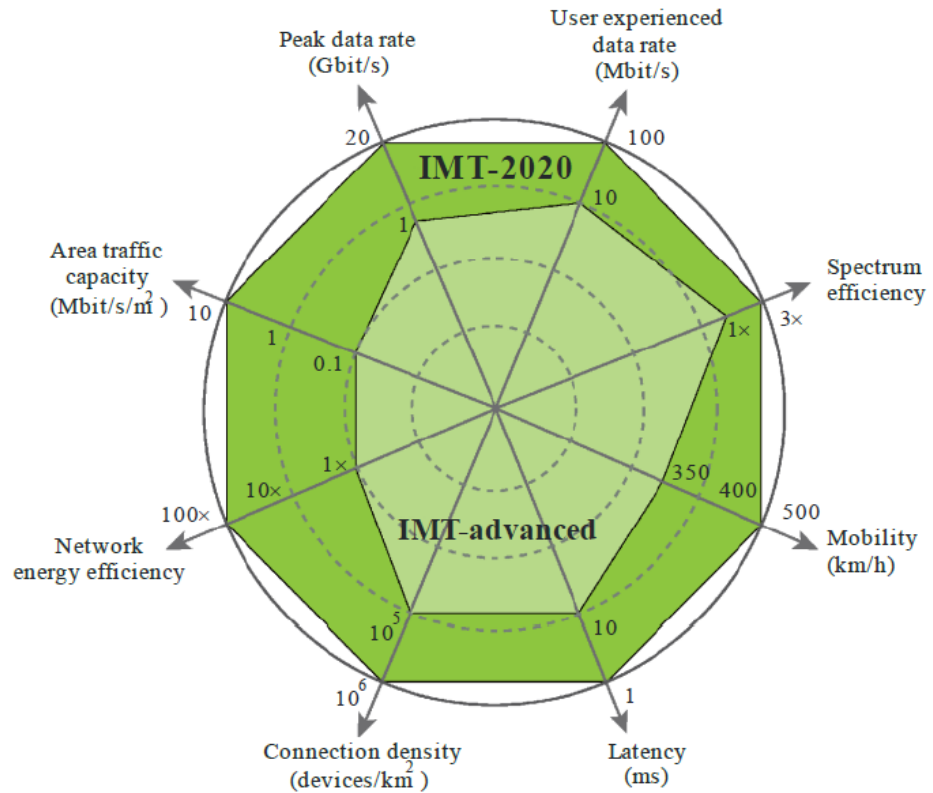 User experienced
data rate
(Mbit/s)
Peak data rate
(Gbit/s)
20
100
IMT-2020
10
1
Area traffic
capacity
(Mbit/s/m²)
Spectrum
efficiency
10
1
0.1
1×
3×
1×
10×
100×
350
400
500
Network
energy efficiency
Mobility
(km/h)
IMT-advanced
10⁵
10
10⁶
1
Connection density
(devices/km²)
Latency
(ms)